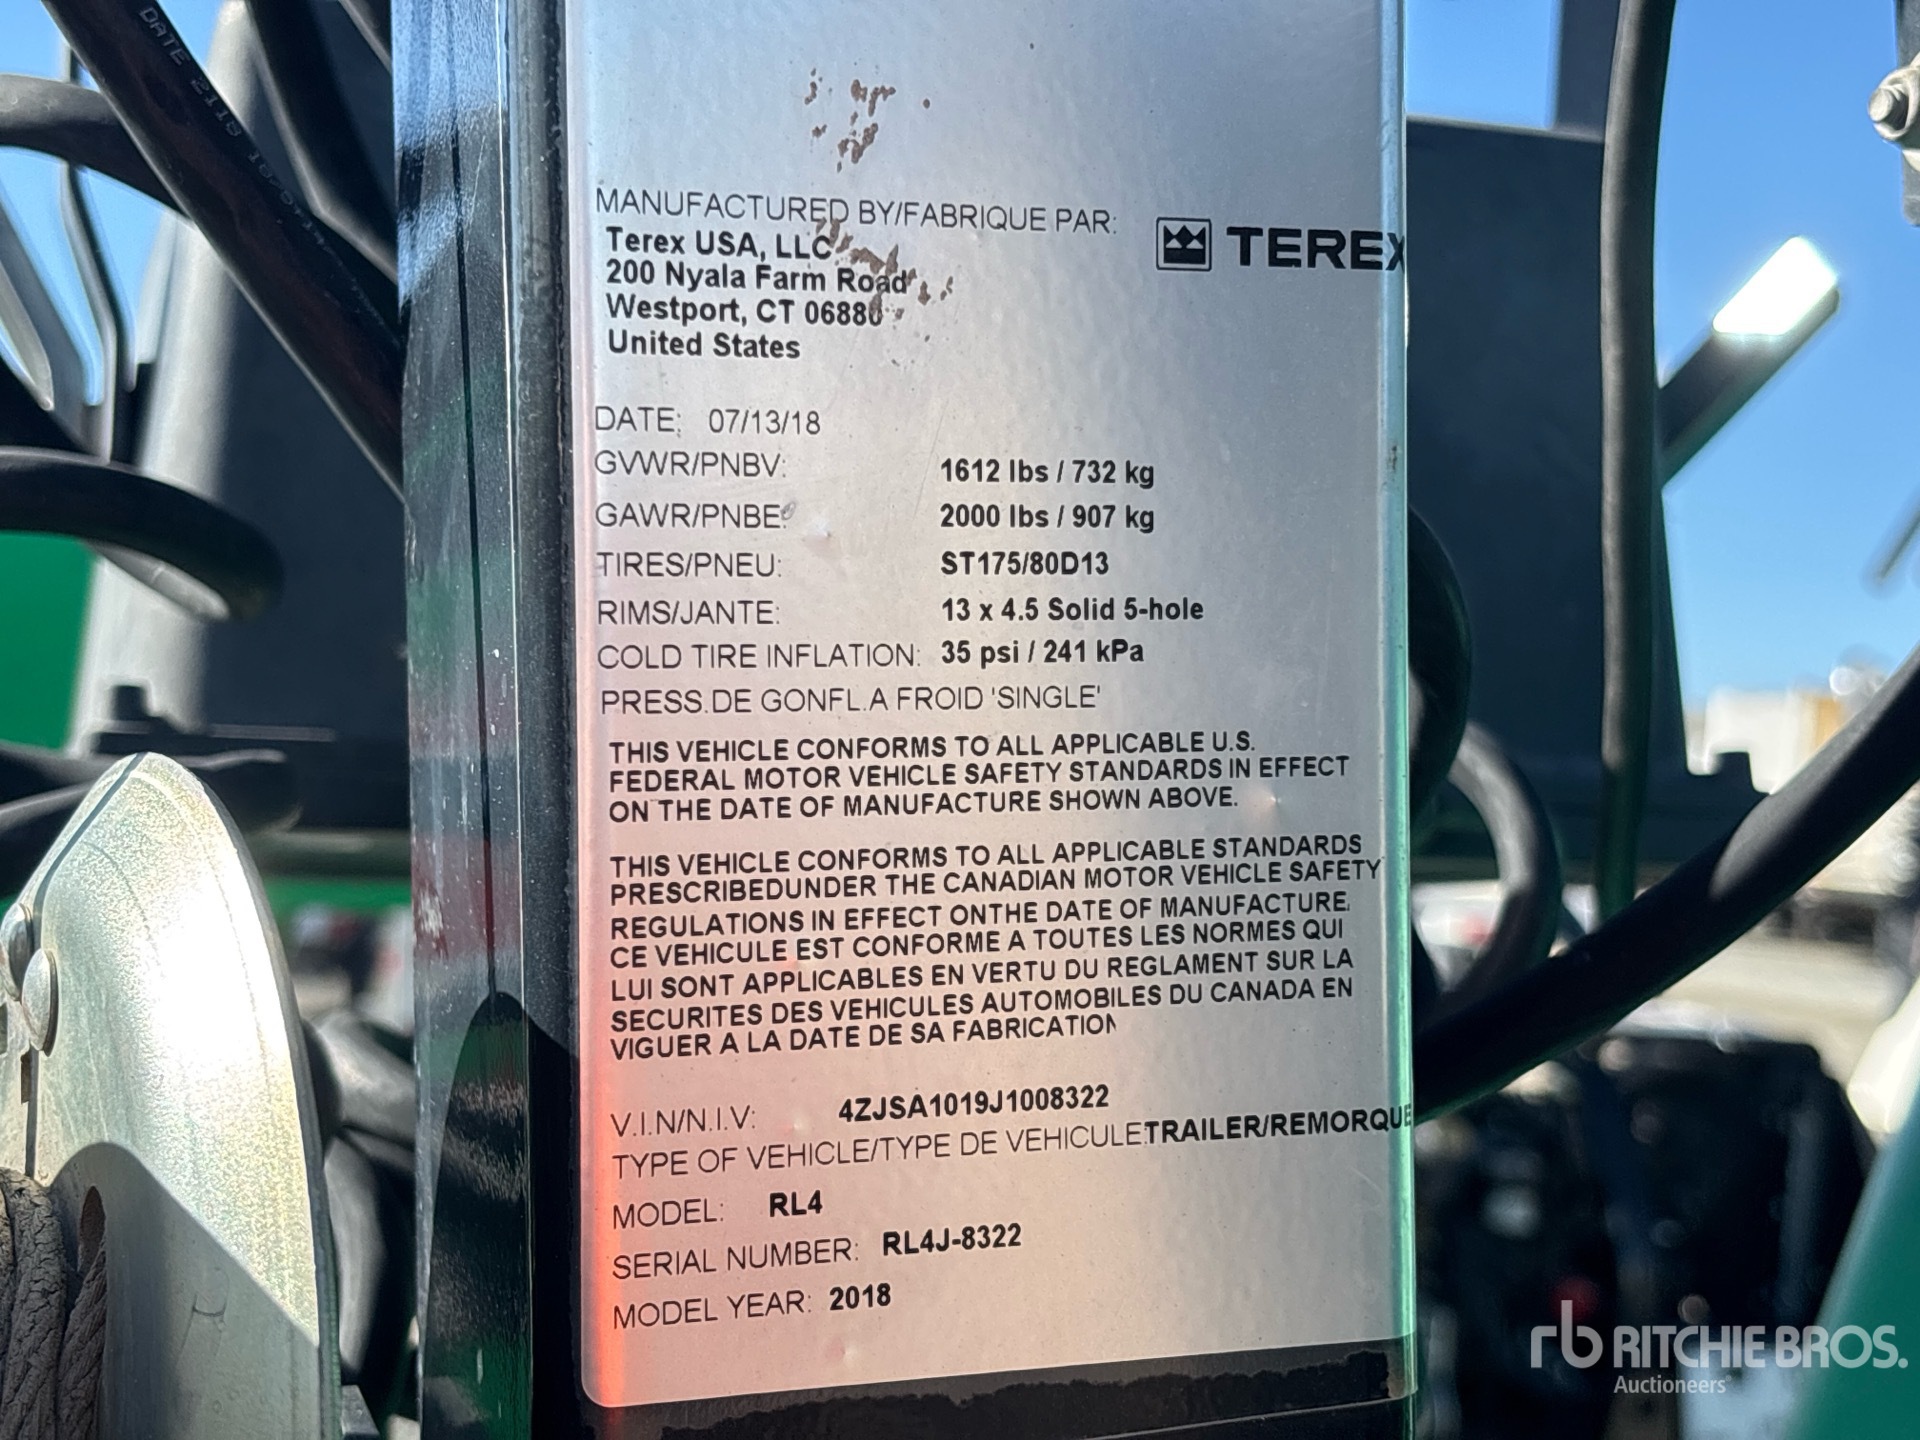 DATE 2118
MANUFACTURED BY/FABRIQUE PAR:
TEREX
Terex USA, LLC
200 Nyala Farm Road
Westport, CT 06880
United States
DATE: 07/13/18
GVWR/PNBV: 1612 lbs / 732 kg
GAWR/PNBE: 2000 lbs / 907 kg
TIRES/PNEU: ST175/80D13
RIMS/JANTE: 13 x 4.5 Solid 5-hole
COLD TIRE INFLATION: 35 psi / 241 kPa
PRESS.DE GONFL.A FROID 'SINGLE'
THIS VEHICLE CONFORMS TO ALL APPLICABLE U.S.
FEDERAL MOTOR VEHICLE SAFETY STANDARDS IN EFFECT
ON THE DATE OF MANUFACTURE SHOWN ABOVE.
THIS VEHICLE CONFORMS TO ALL APPLICABLE STANDARDS
PRESCRIBEDUNDER THE CANADIAN MOTOR VEHICLE SAFETY
REGULATIONS IN EFFECT ONTHE DATE OF MANUFACTURE.
CE VEHICULE EST CONFORME A TOUTES LES NORMES QUI
LUI SONT APPLICABLES EN VERTU DU REGLAMENT SUR LA
SECURITES DES VEHICULES AUTOMOBILES DU CANADA EN
VIGUER A LA DATE DE SA FABRICATION
V.I.N/N.I.V: 4ZJSA1019J1008322
TYPE OF VEHICLE/TYPE DE VEHICULE:TRAILER/REMORQUE
MODEL: RL4
SERIAL NUMBER: RL4J-8322
MODEL YEAR: 2018
rb RITCHIE BROS.
Auctioneers